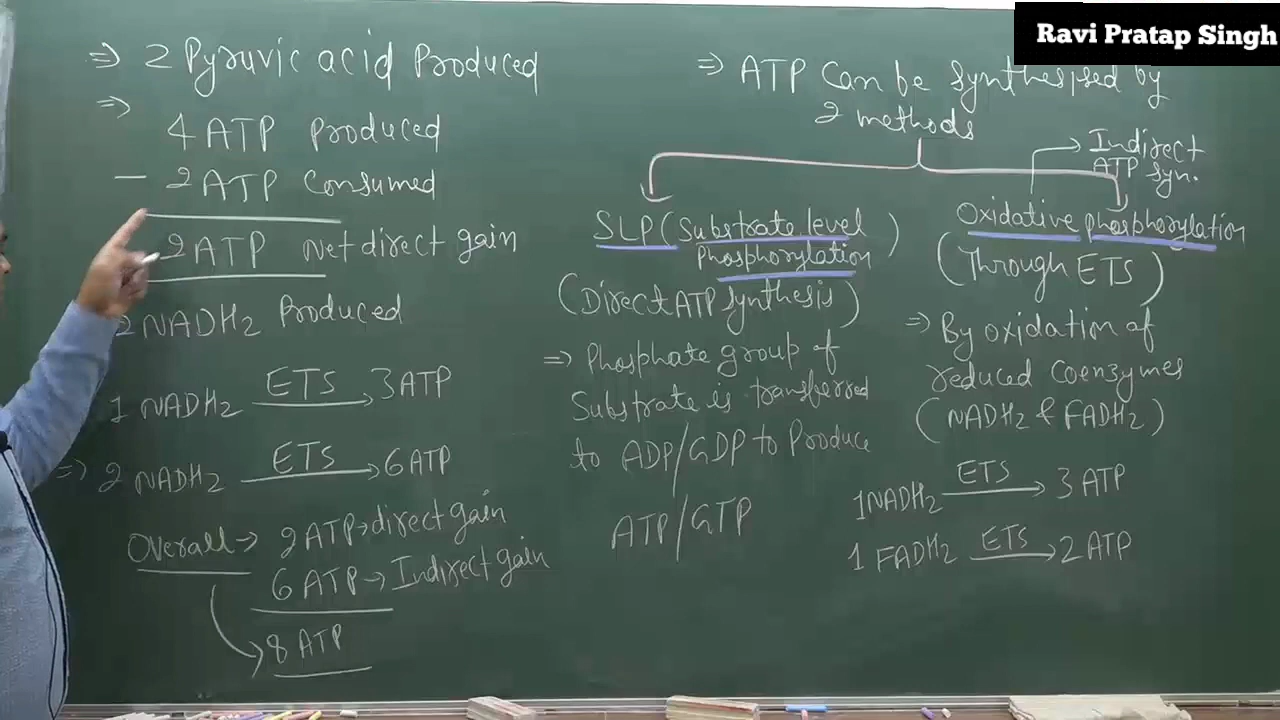 Ravi Pratap Singh
⇒ 2 Pyruvic acid Produced
⇒
4 ATP Produced
— 2 ATP Consumed
2 ATP Net direct gain
2 NADH2 Produced
1 NADH2 ETS→ 3 ATP
⇒ 2 NADH2 ETS→ 6 ATP
Overall → 2 ATP → direct gain
6 ATP → Indirect gain
→ 8 ATP
⇒ ATP Can be synthesised by
2 methods
SLP (Substrate level
Phosphorylation)
(Direct ATP synthesis)
⇒ Phosphate group of
Substrate is transferred
to ADP/GDP to Produce
ATP/GTP
→ Indirect
ATP syn.
Oxidative phosphorylation
(Through ETS)
⇒ By oxidation of
reduced Coenzymes
(NADH2 & FADH2)
1 NADH2 ETS→ 3 ATP
1 FADH2 ETS→ 2 ATP